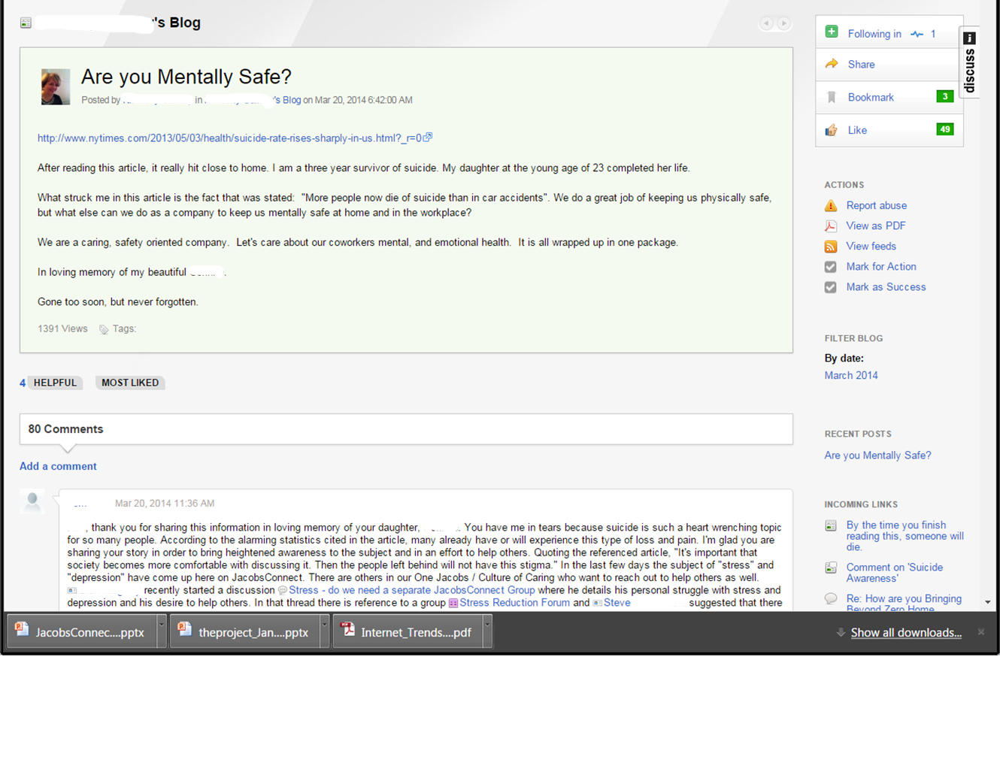 's Blog
Are you Mentally Safe?
Posted by in 's Blog on Mar 20, 2014 6:42:00 AM
http://www.nytimes.com/2013/05/03/health/suicide-rate-rises-sharply-in-us.html?_r=0
After reading this article, it really hit close to home. I am a three year survivor of suicide. My daughter at the young age of 23 completed her life.
What struck me in this article is the fact that was stated:  "More people now die of suicide than in car accidents". We do a great job of keeping us physically safe,
but what else can we do as a company to keep us mentally safe at home and in the workplace?
We are a caring, safety oriented company.  Let's care about our coworkers mental, and emotional health.  It is all wrapped up in one package.
In loving memory of my beautiful .
Gone too soon, but never forgotten.
1391 Views Tags:
4 HELPFUL MOST LIKED
80 Comments
Add a comment
Mar 20, 2014 11:36 AM
, thank you for sharing this information in loving memory of your daughter, . You have me in tears because suicide is such a heart wrenching topic
for so many people. According to the alarming statistics cited in the article, many already have or will experience this type of loss and pain. I'm glad you are
sharing your story in order to bring heightened awareness to the subject and in an effort to help others. Quoting the referenced article, "It's important that
society becomes more comfortable with discussing it. Then the people left behind will not have this stigma." In the last few days the subject of "stress" and
"depression" have come up here on JacobsConnect. There are others in our One Jacobs / Culture of Caring who want to reach out to help others as well.
recently started a discussion Stress - do we need a separate JacobsConnect Group where he details his personal struggle with stress and
depression and his desire to help others. In that thread there is reference to a group Stress Reduction Forum and Steve suggested that there
Following in 1
Share
Bookmark 3
Like 49
discuss
ACTIONS
Report abuse
View as PDF
View feeds
Mark for Action
Mark as Success
FILTER BLOG
By date:
March 2014
RECENT POSTS
Are you Mentally Safe?
INCOMING LINKS
By the time you finish
reading this, someone will
die.
Comment on 'Suicide
Awareness'
Re: How are you Bringing
Beyond Zero Home
JacobsConnec....pptx
theproject_Jan....pptx
Internet_Trends....pdf
Show all downloads...